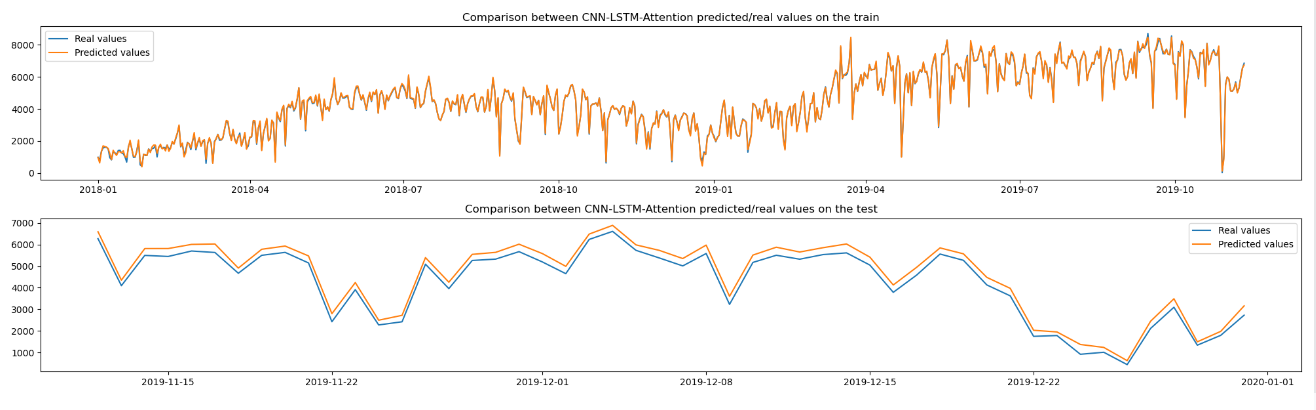 Comparison between CNN-LSTM-Attention predicted/real values on the train
Real values
Predicted values
8000
6000
4000
2000
0
2018-01 2018-04 2018-07 2018-10 2019-01 2019-04 2019-07 2019-10
Comparison between CNN-LSTM-Attention predicted/real values on the test
7000
Real values
Predicted values
6000
5000
4000
3000
2000
1000
2019-11-15 2019-11-22 2019-12-01 2019-12-08 2019-12-15 2019-12-22 2020-01-01